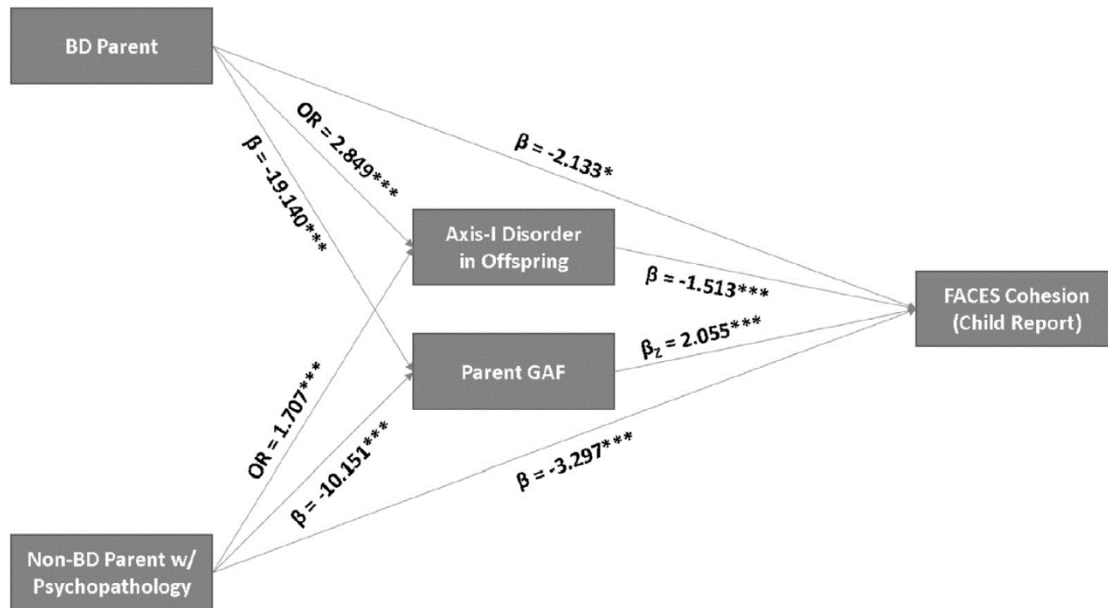 BD Parent
OR = 2.849***
β = -19.140***
β = -2.133*
Axis-I Disorder
in Offspring
β = -1.513***
FACES Cohesion
(Child Report)
β_z = 2.055***
Parent GAF
OR = 1.707***
β = -10.151***
β = -3.297***
Non-BD Parent w/
Psychopathology